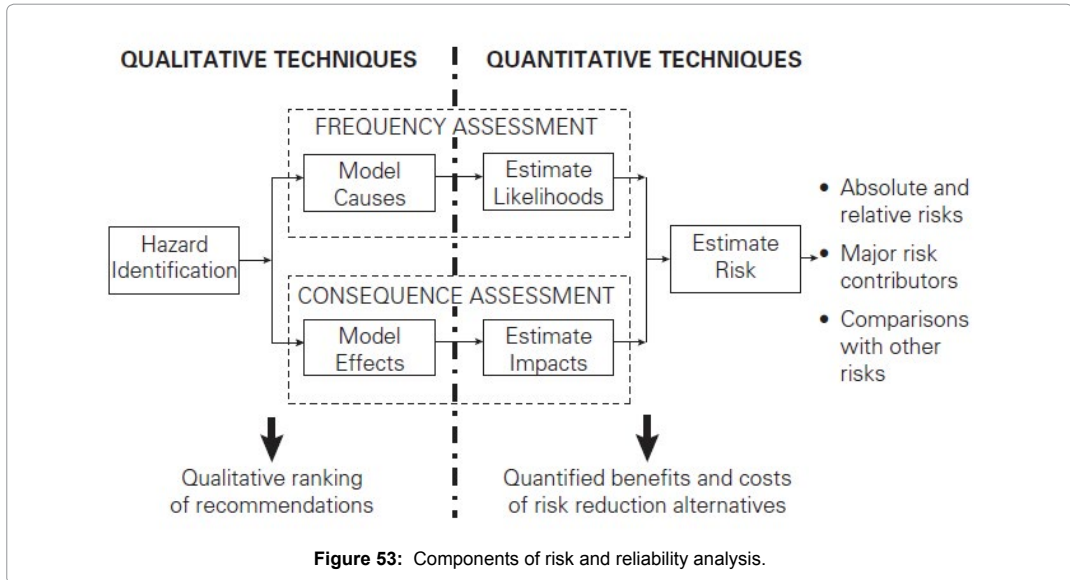 QUALITATIVE TECHNIQUES
QUANTITATIVE TECHNIQUES
FREQUENCY ASSESSMENT
Model
Causes
Estimate
Likelihoods
Hazard
Identification
CONSEQUENCE ASSESSMENT
Model
Effects
Estimate
Impacts
Estimate
Risk
• Absolute and
relative risks
• Major risk
contributors
• Comparisons
with other
risks
Qualitative ranking
of recommendations
Quantified benefits and costs
of risk reduction alternatives
Figure 53: Components of risk and reliability analysis.